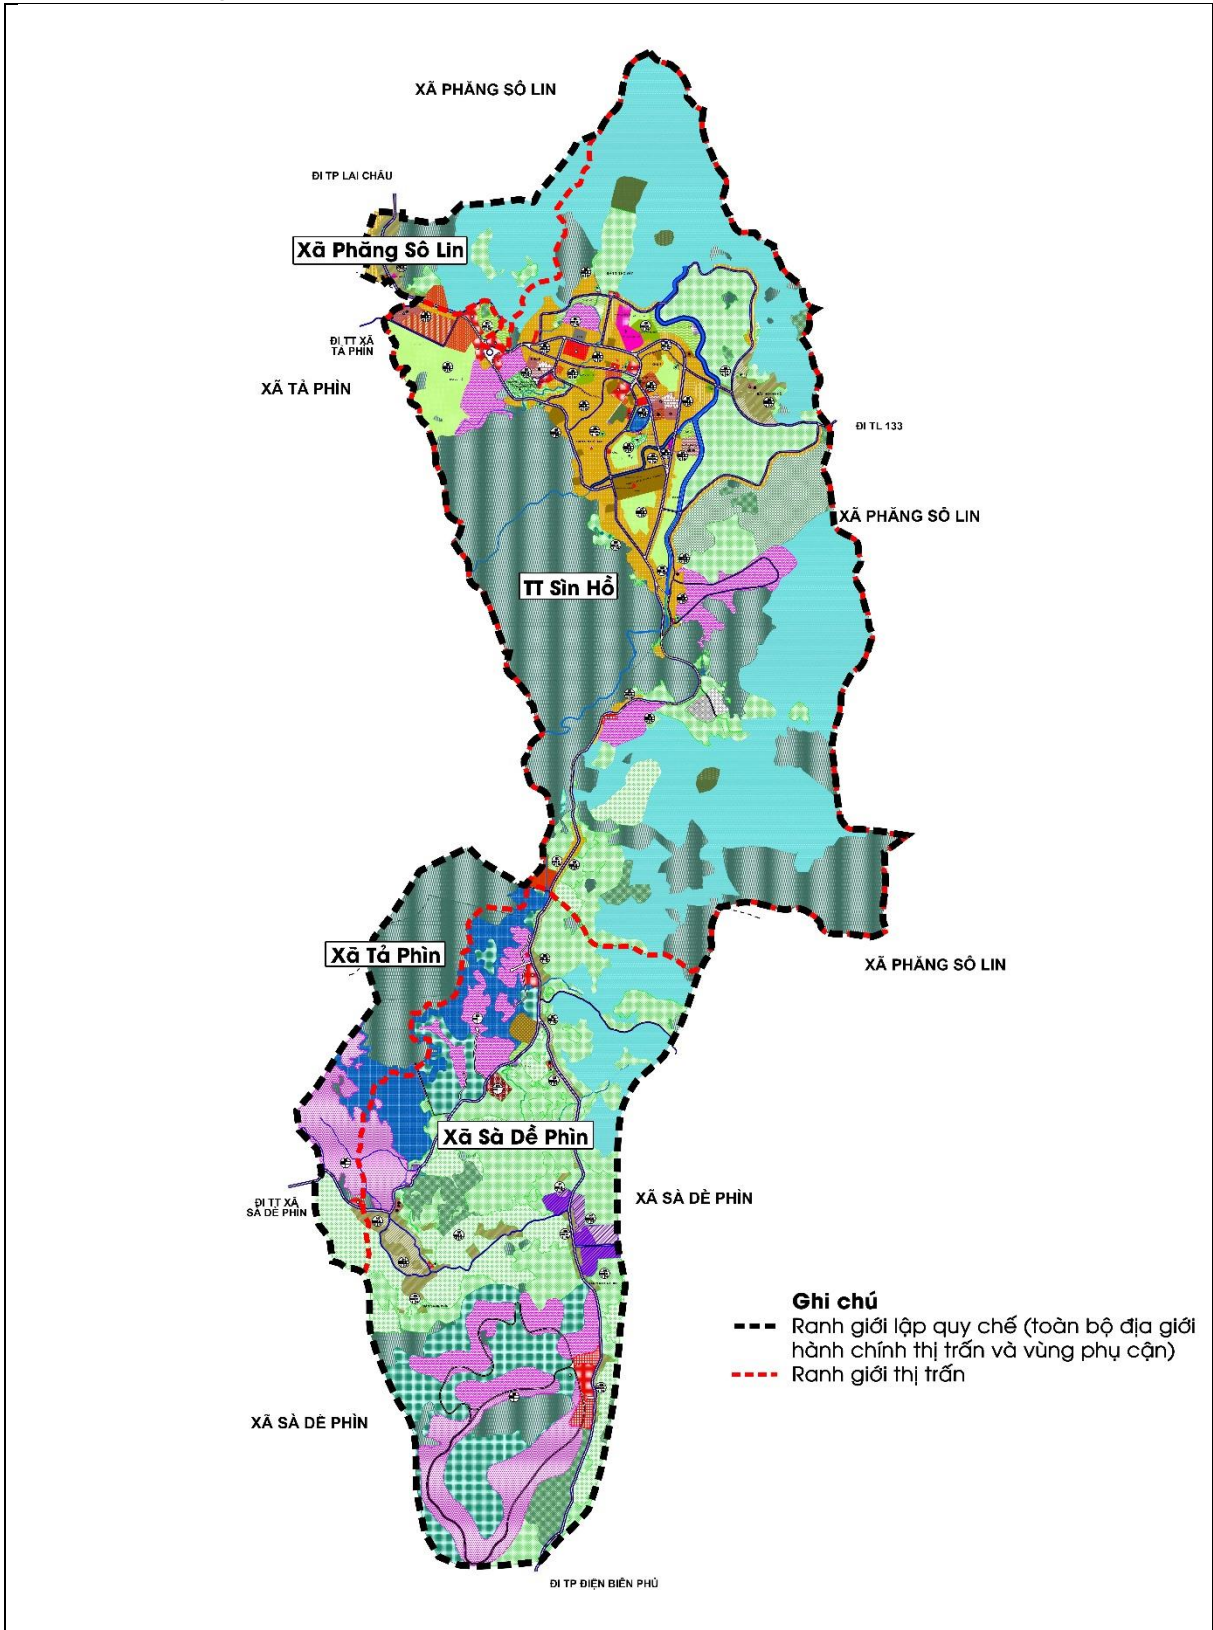 XÃ PHĂNG SÔ LIN
ĐI TP LAI CHÂU
Xã Phăng Sô Lin
ĐI TT XÃ
TẢ PHÌN
XÃ TẢ PHÌN
ĐI TL 133
XÃ PHĂNG SÔ LIN
TT Sìn Hồ
Xã Tả Phìn
XÃ PHĂNG SÔ LIN
Xã Sà Dề Phìn
XÃ SÀ DỀ PHÌN
ĐI TT XÃ
SÀ DỀ PHÌN
Ghi chú
Ranh giới lập quy chế (toàn bộ địa giới
hành chính thị trấn và vùng phụ cận)
Ranh giới thị trấn
XÃ SÀ DỀ PHÌN
ĐI TP ĐIỆN BIÊN PHỦ